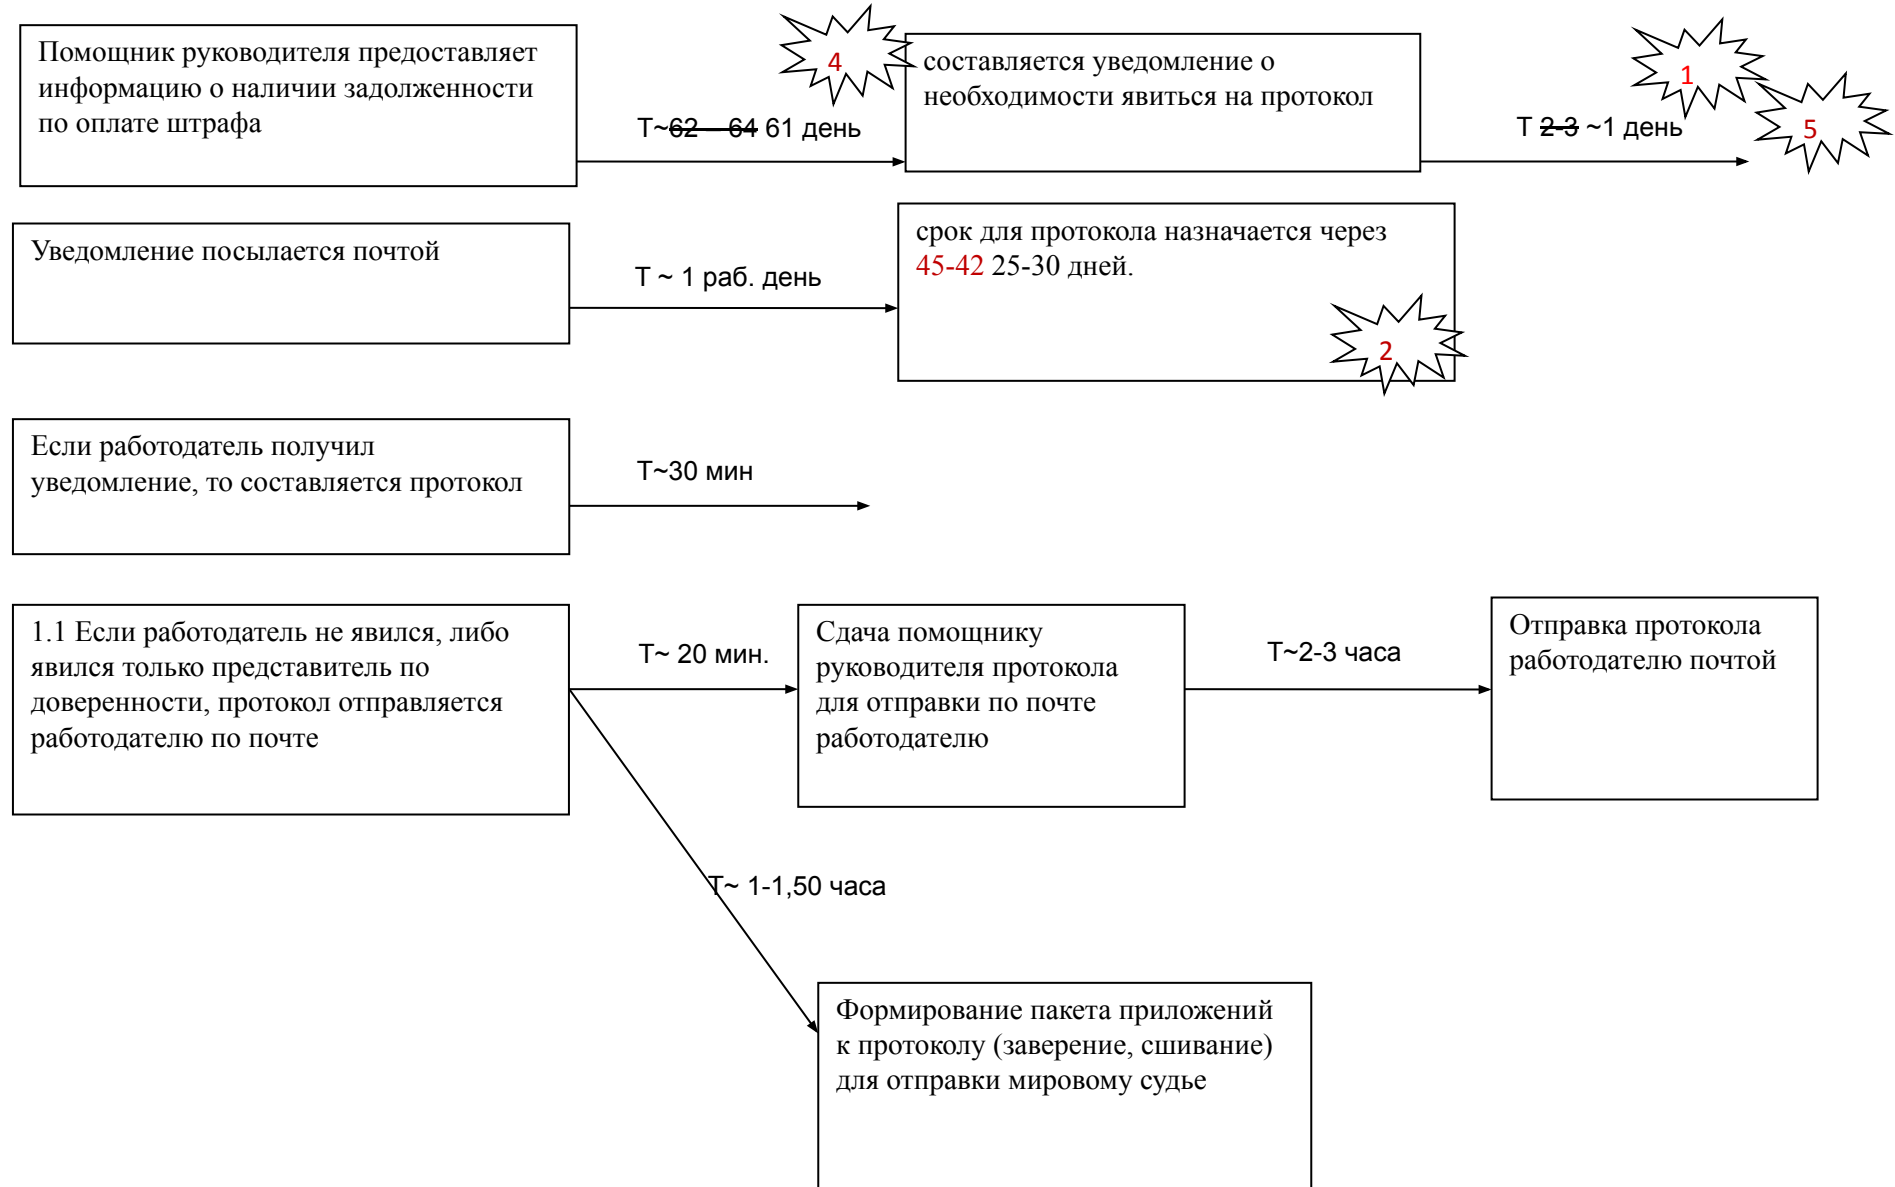 Помощник руководителя предоставляет
информацию о наличии задолженности
по оплате штрафа
T~62 – 64 61 день
4
составляется уведомление о
необходимости явиться на протокол
T 2-3 ~1 день
1
5
Уведомление посылается почтой
T ~ 1 раб. день
срок для протокола назначается через
45-42 25-30 дней.
2
Если работодатель получил
уведомление, то составляется протокол
T~30 мин
1.1 Если работодатель не явился, либо
явился только представитель по
доверенности, протокол отправляется
работодателю по почте
T~ 20 мин.
Сдача помощнику
руководителя протокола
для отправки по почте
работодателю
T~2-3 часа
Отправка протокола
работодателю почтой
T~ 1-1,50 часа
Формирование пакета приложений
к протоколу (заверение, сшивание)
для отправки мировому судье